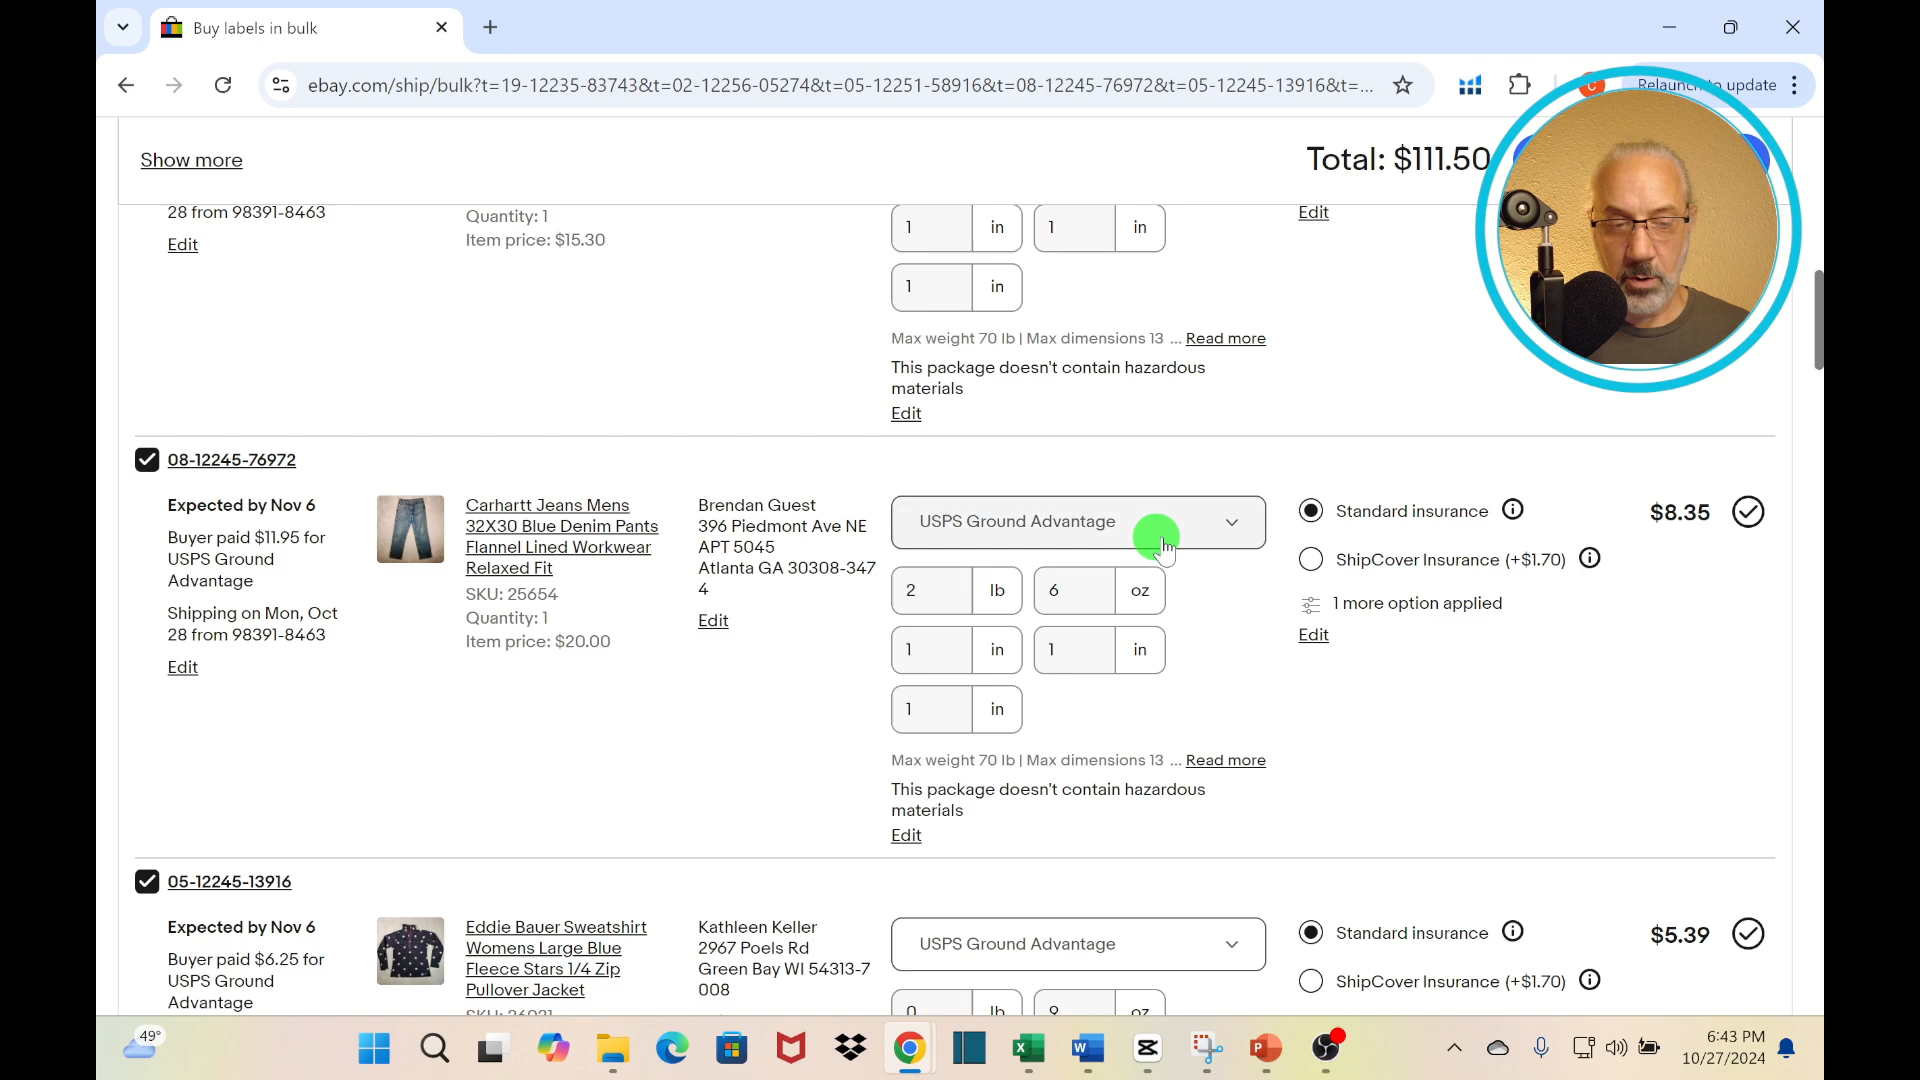 Buy labels in bulk
ebay.com/ship/bulk?t=19-12235-83743&t=02-12256-05274&t=05-12251-58916&t=08-12245-76972&t=05-12245-13916&t=...
Relaunch to update
Show more
Total: $111.50
28 from 98391-8463
Edit
Quantity: 1
Item price: $15.30
1 in 1 in
1 in
Max weight 70 lb | Max dimensions 13 ... Read more
This package doesn't contain hazardous
materials
Edit
Edit
08-12245-76972
Expected by Nov 6
Buyer paid $11.95 for
USPS Ground
Advantage
Shipping on Mon, Oct
28 from 98391-8463
Edit
Carhartt Jeans Mens
32X30 Blue Denim Pants
Flannel Lined Workwear
Relaxed Fit
SKU: 25654
Quantity: 1
Item price: $20.00
Brendan Guest
396 Piedmont Ave NE
APT 5045
Atlanta GA 30308-347
4
Edit
USPS Ground Advantage
2 lb 6 oz
1 in 1 in
1 in
Max weight 70 lb | Max dimensions 13 ... Read more
This package doesn't contain hazardous
materials
Edit
Standard insurance
ShipCover Insurance (+$1.70)
1 more option applied
Edit
$8.35
05-12245-13916
Expected by Nov 6
Buyer paid $6.25 for
USPS Ground
Advantage
Eddie Bauer Sweatshirt
Womens Large Blue
Fleece Stars 1/4 Zip
Pullover Jacket
SKU: 26021
Kathleen Keller
2967 Poels Rd
Green Bay WI 54313-7
008
USPS Ground Advantage
0 lb 9 oz
Standard insurance
ShipCover Insurance (+$1.70)
$5.39
49°
6:43 PM
10/27/2024